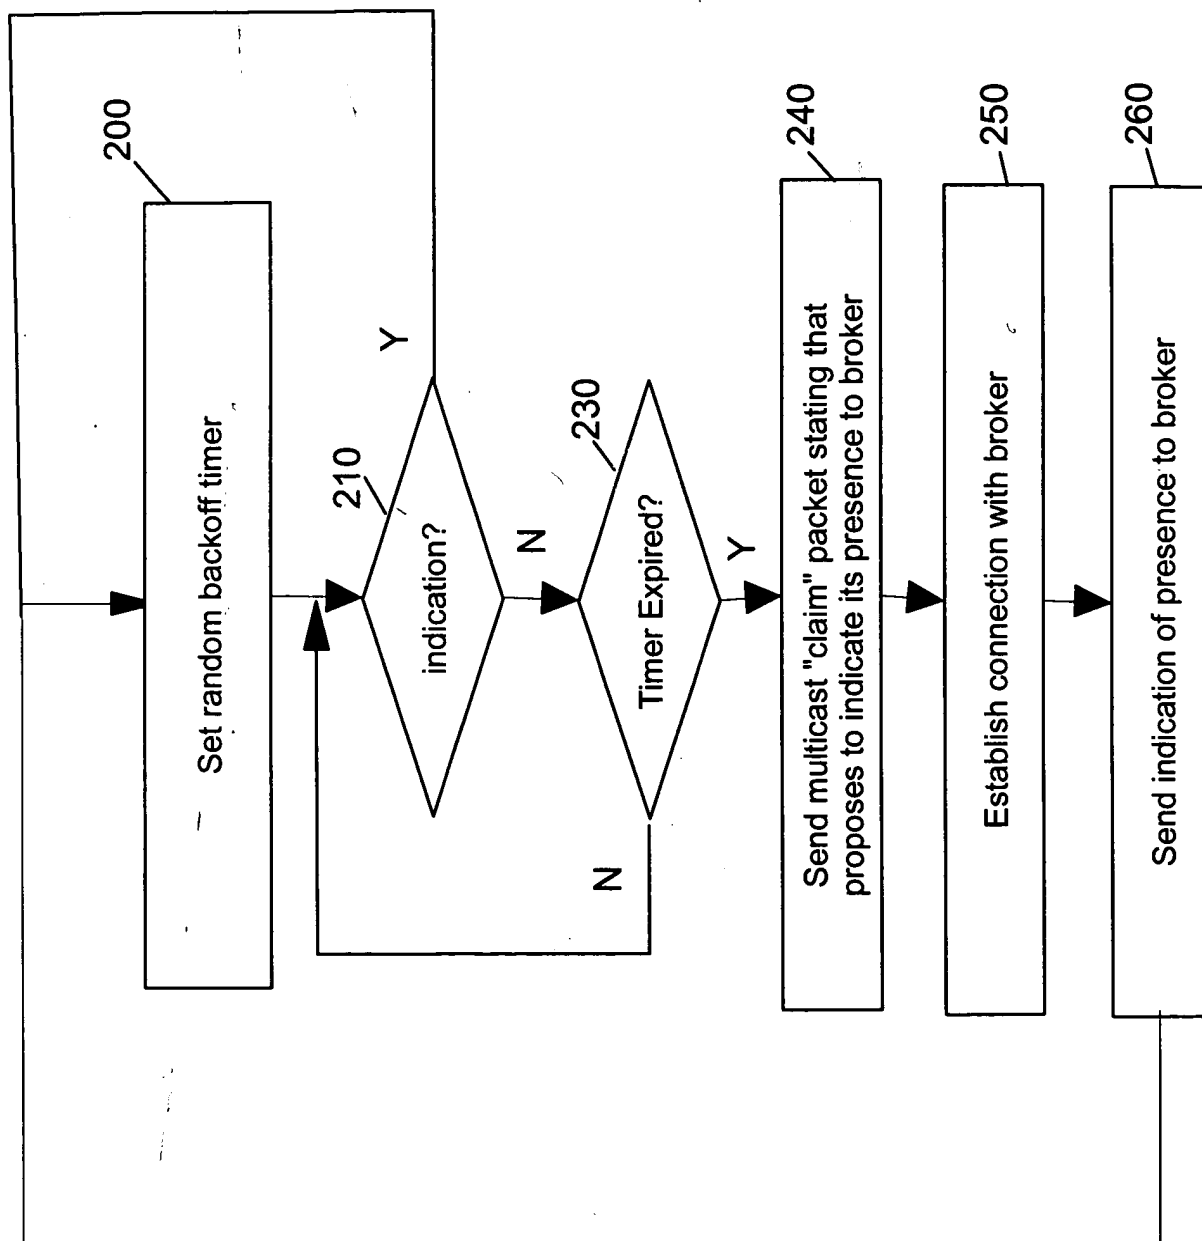 200
Set random backoff timer
210
indication?
Y
N
230
Timer Expired?
N
Y
240
Send multicast "claim" packet stating that
proposes to indicate its presence to broker
250
Establish connection with broker
260
Send indication of presence to broker